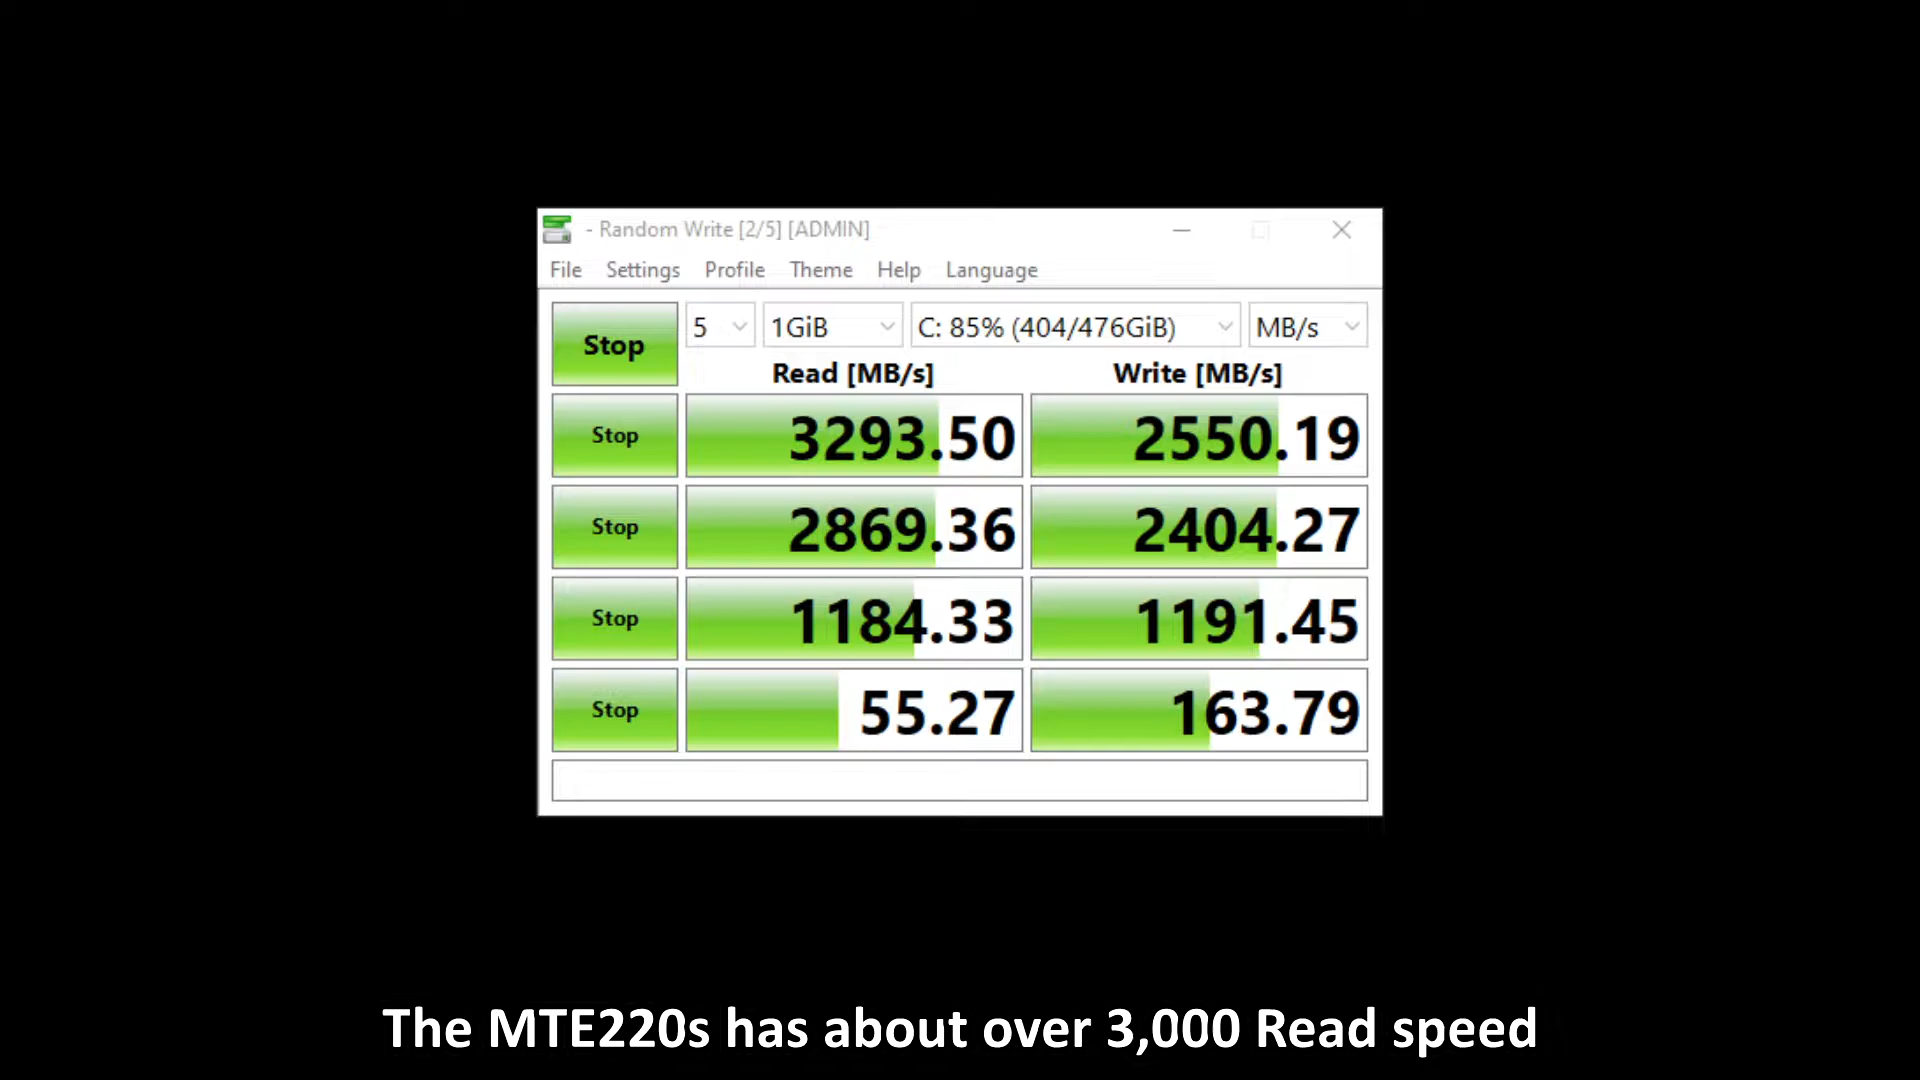 - Random Write [2/5] [ADMIN]
File Settings Profile Theme Help Language
Stop 5 1GiB C: 85% (404/476GiB) MB/s
Read [MB/s] Write [MB/s]
Stop 3293.50 2550.19
Stop 2869.36 2404.27
Stop 1184.33 1191.45
Stop 55.27 163.79
The MTE220s has about over 3,000 Read speed